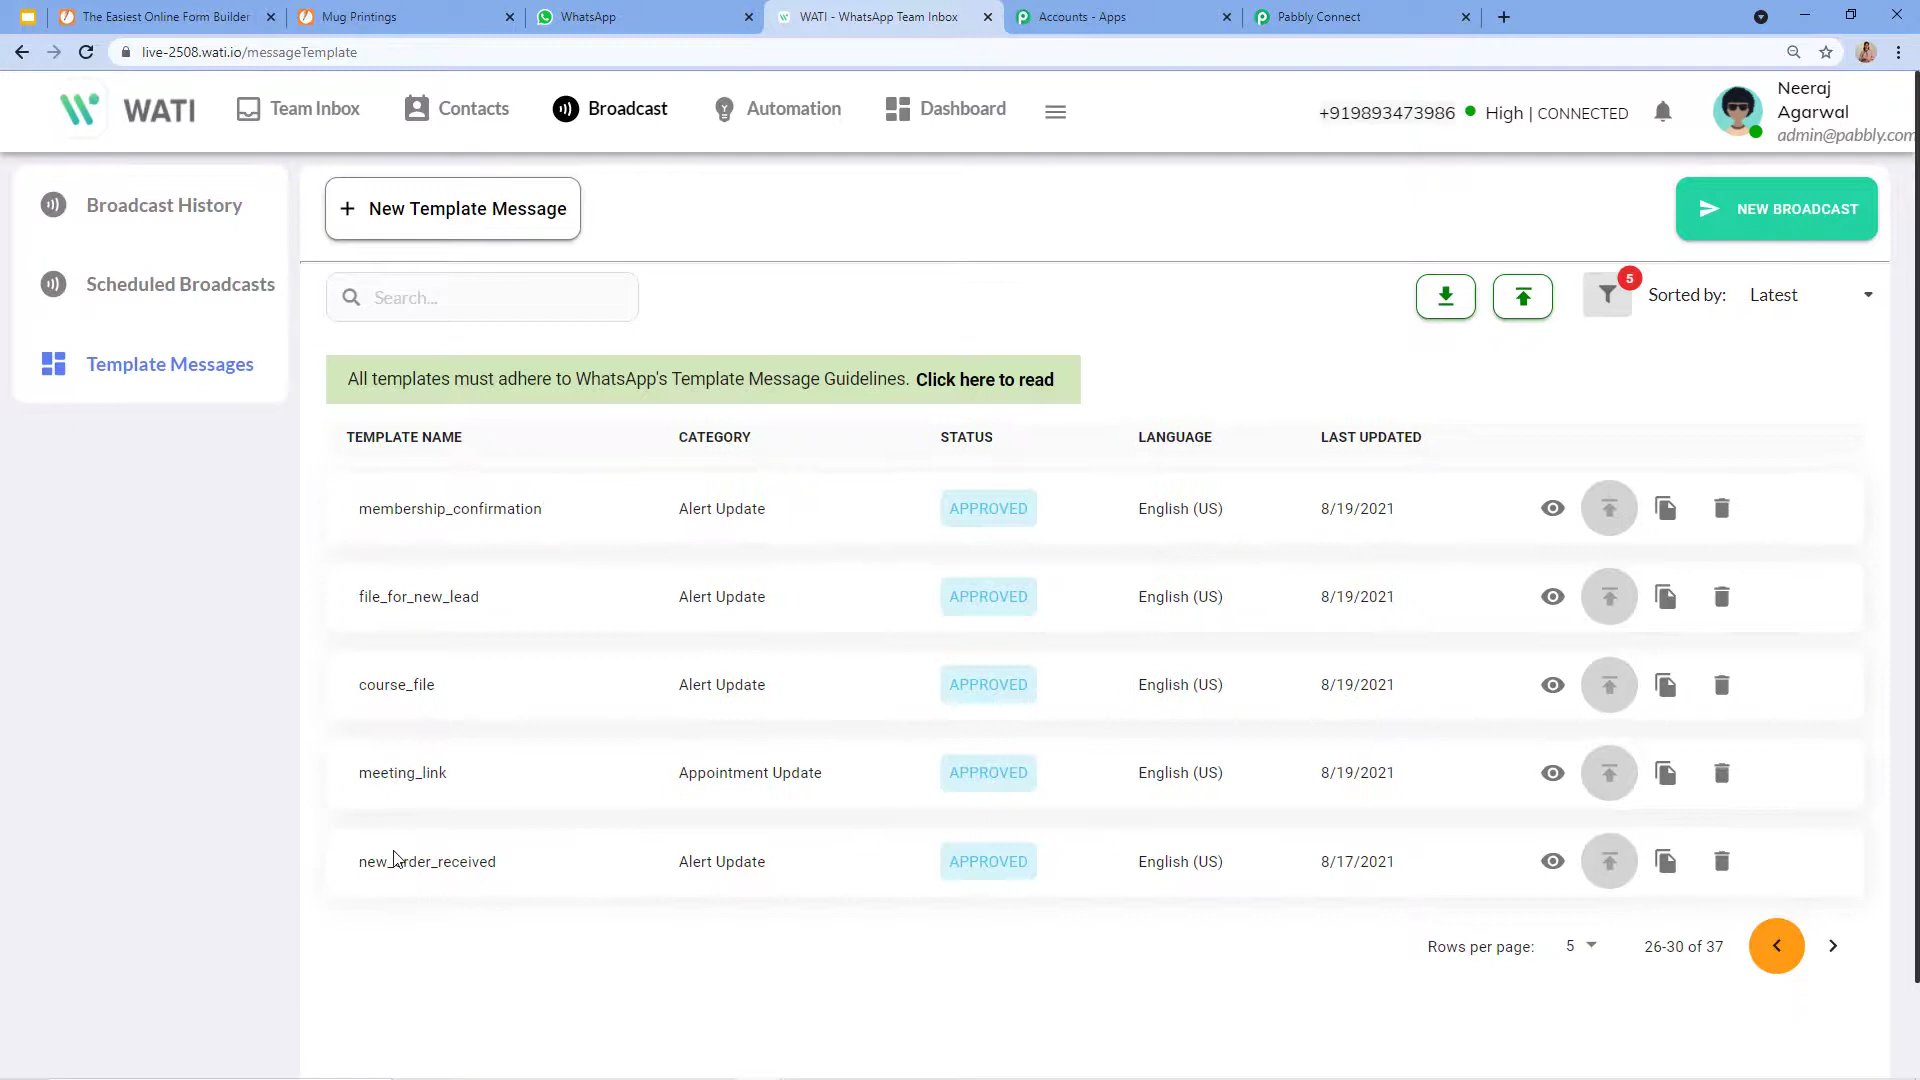 The Easiest Online Form Builder
Mug Printings
WhatsApp
WATI - WhatsApp Team Inbox
Accounts - Apps
Pabbly Connect
live-2508.wati.io/messageTemplate
WATI
Team Inbox
Contacts
Broadcast
Automation
Dashboard
+919893473986
High | CONNECTED
Neeraj
Agarwal
admin@pabbly.com
Broadcast History
Scheduled Broadcasts
Template Messages
+ New Template Message
NEW BROADCAST
Search...
5
Sorted by: Latest
All templates must adhere to WhatsApp's Template Message Guidelines. Click here to read
TEMPLATE NAME CATEGORY STATUS LANGUAGE LAST UPDATED
membership_confirmation Alert Update APPROVED English (US) 8/19/2021
file_for_new_lead Alert Update APPROVED English (US) 8/19/2021
course_file Alert Update APPROVED English (US) 8/19/2021
meeting_link Appointment Update APPROVED English (US) 8/19/2021
new_order_received Alert Update APPROVED English (US) 8/17/2021
Rows per page: 5 26-30 of 37